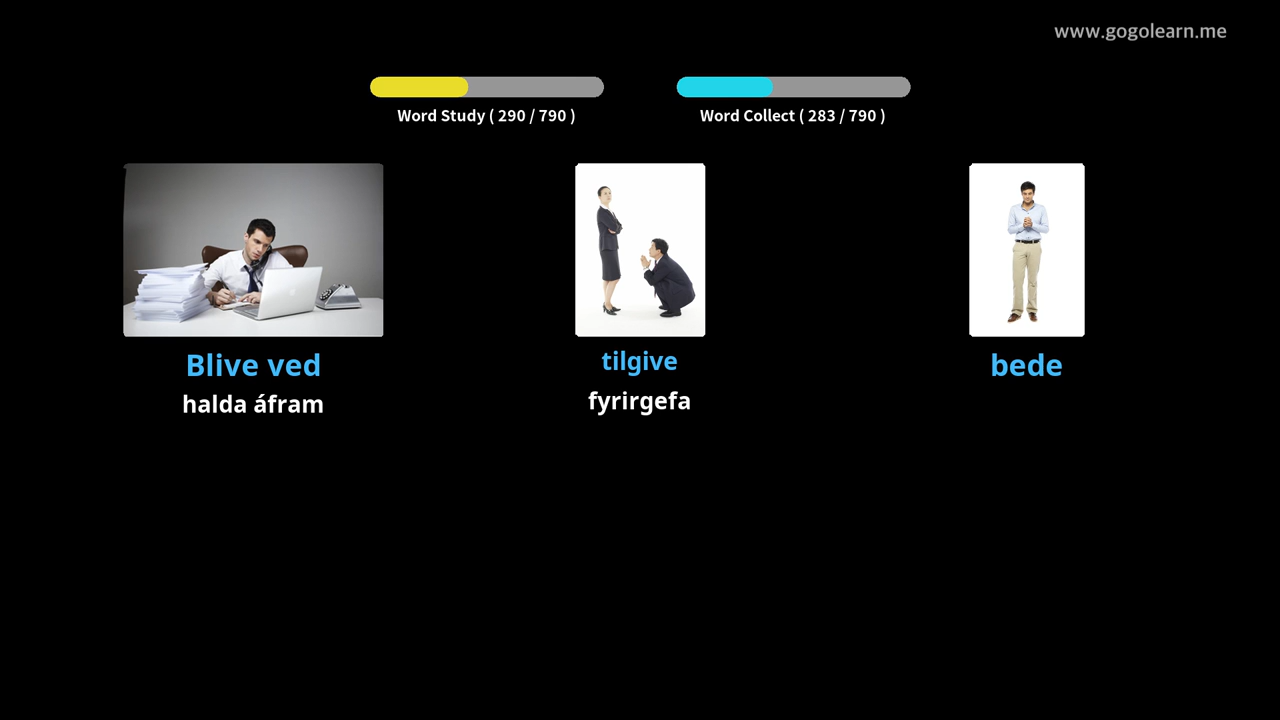 www.gogolearn.me
Word Study ( 290 / 790 )
Word Collect ( 283 / 790 )
Blive ved
halda áfram
tilgive
fyrirgefa
bede